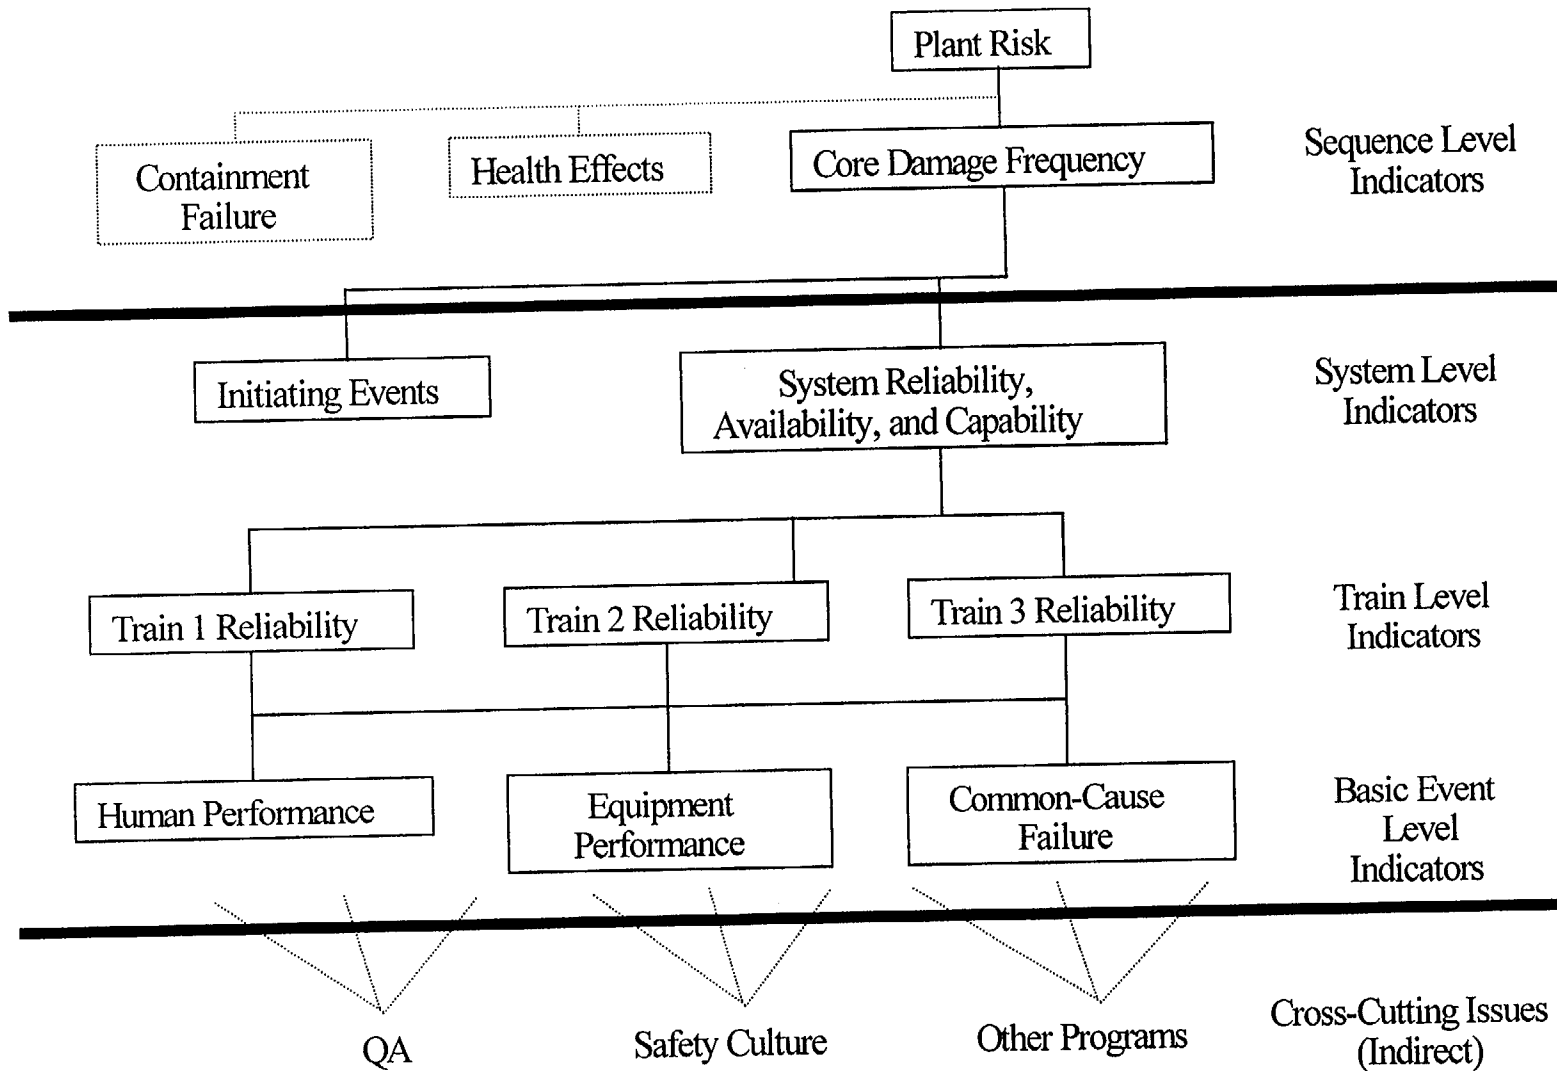 Plant Risk
Containment
Failure
Health Effects
Core Damage Frequency
Sequence Level
Indicators
Initiating Events
System Reliability,
Availability, and Capability
System Level
Indicators
Train 1 Reliability
Train 2 Reliability
Train 3 Reliability
Train Level
Indicators
Human Performance
Equipment
Performance
Common-Cause
Failure
Basic Event
Level
Indicators
QA
Safety Culture
Other Programs
Cross-Cutting Issues
(Indirect)